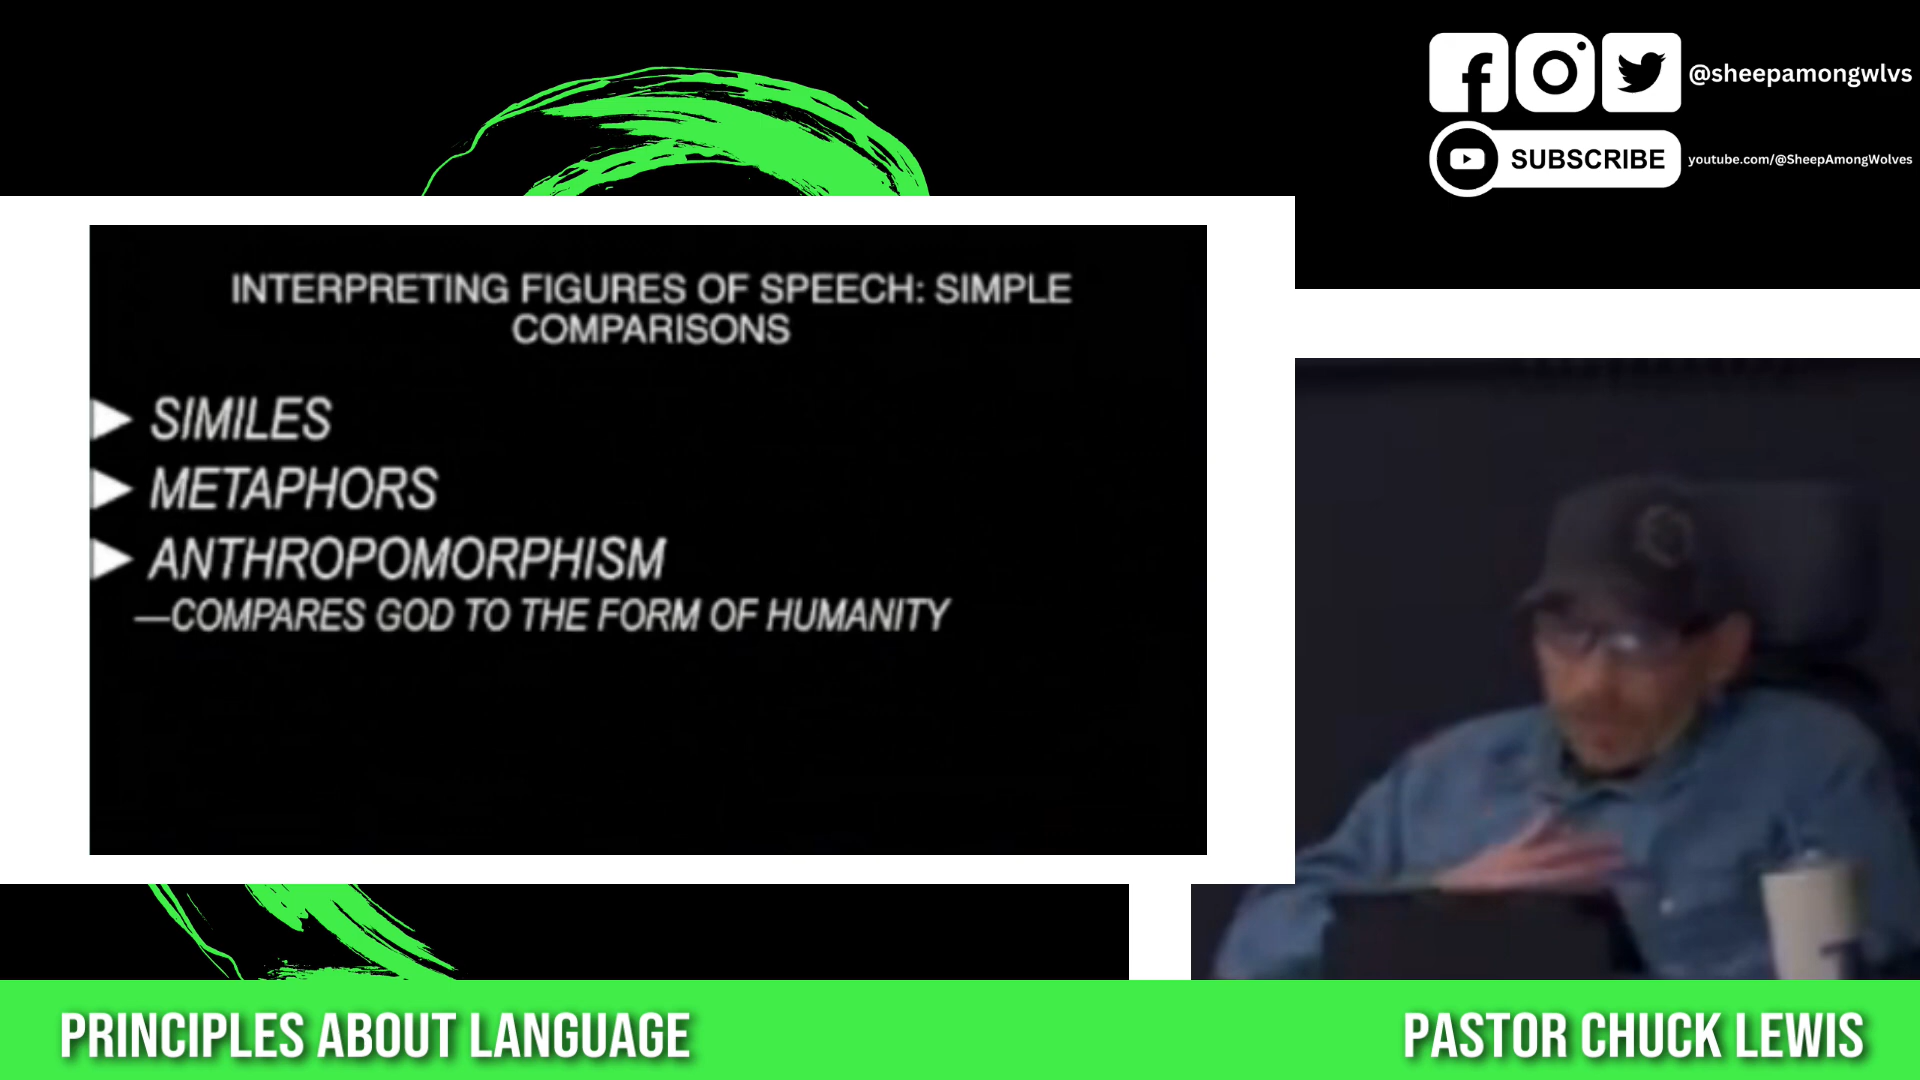 @sheepamongwlvs
SUBSCRIBE youtube.com/@SheepAmongWolves
INTERPRETING FIGURES OF SPEECH: SIMPLE
COMPARISONS
SIMILES
METAPHORS
ANTHROPOMORPHISM
—COMPARES GOD TO THE FORM OF HUMANITY
PRINCIPLES ABOUT LANGUAGE
PASTOR CHUCK LEWIS